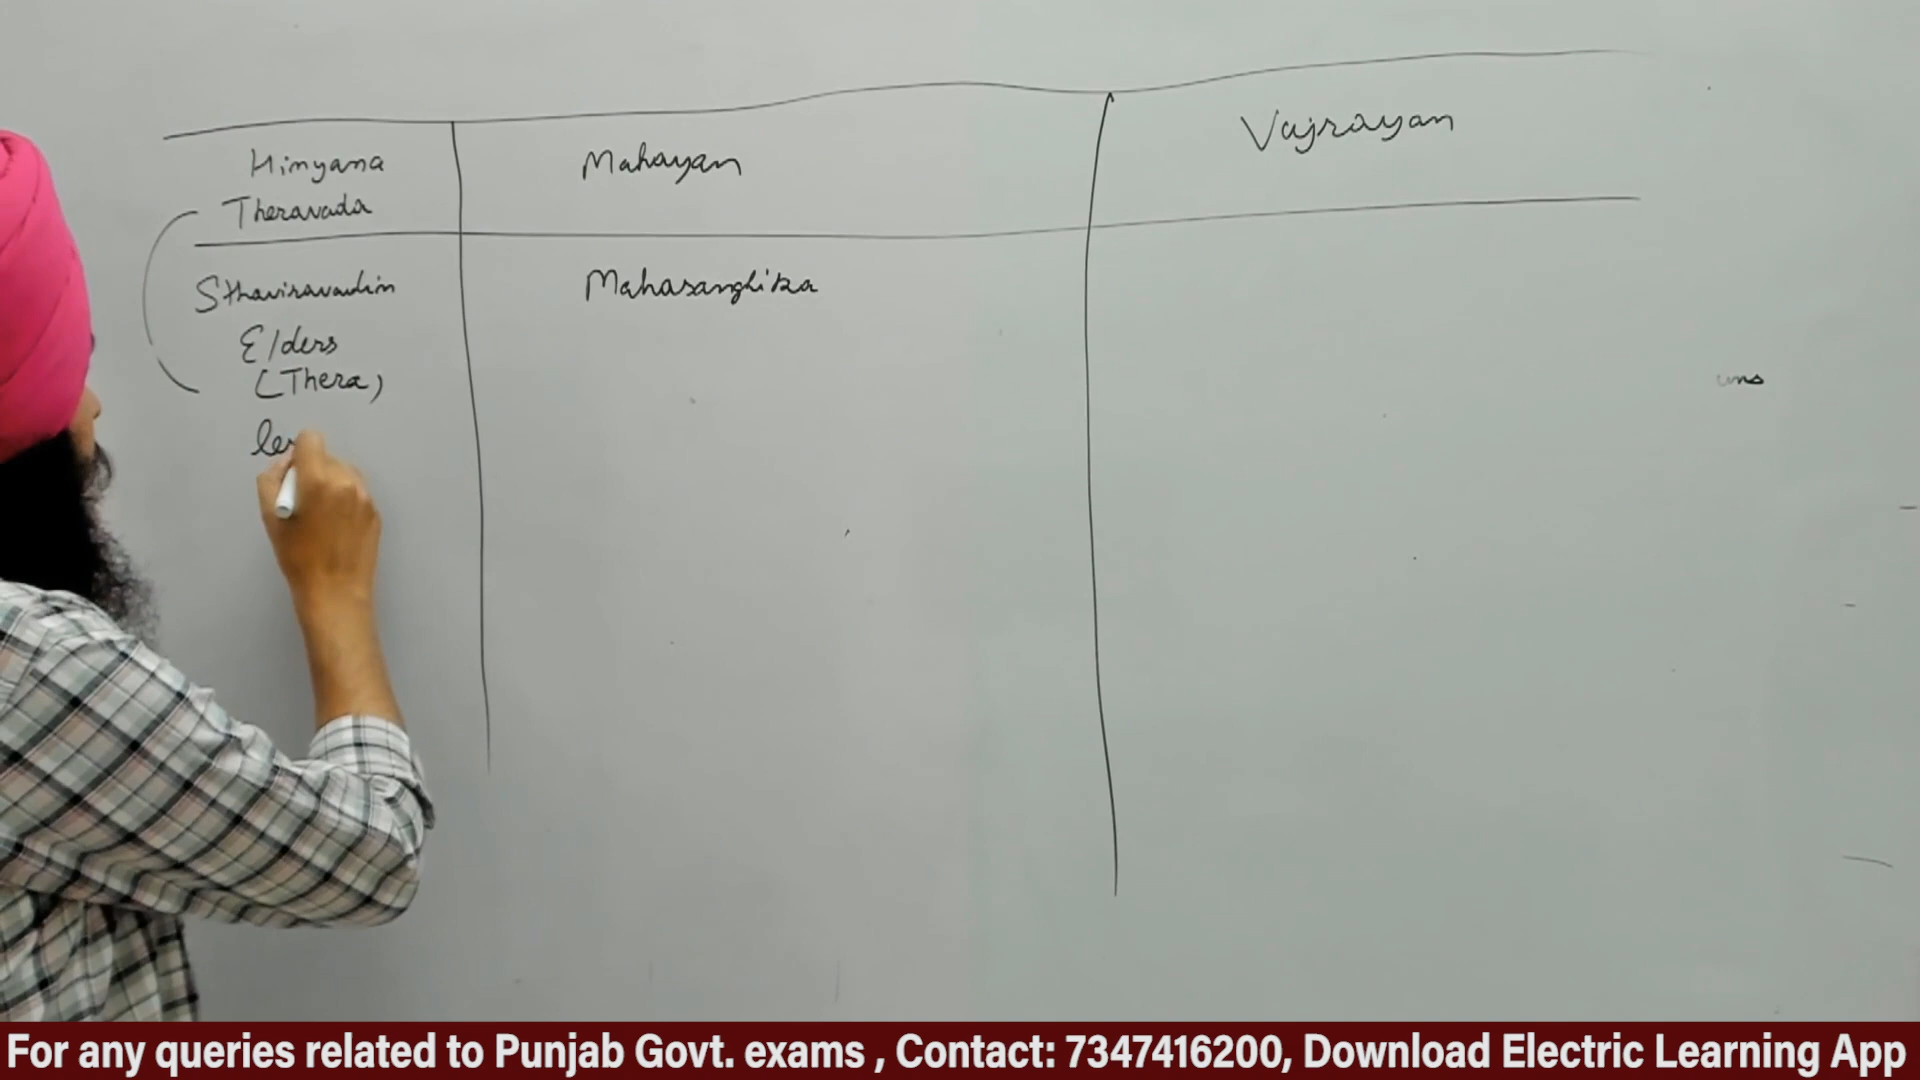 Hinyana
Theravada
Mahayan
Vajrayan
Sthaviravadin
Elders
(Thera)
Mahasanghika
For any queries related to Punjab Govt. exams , Contact: 7347416200, Download Electric Learning App